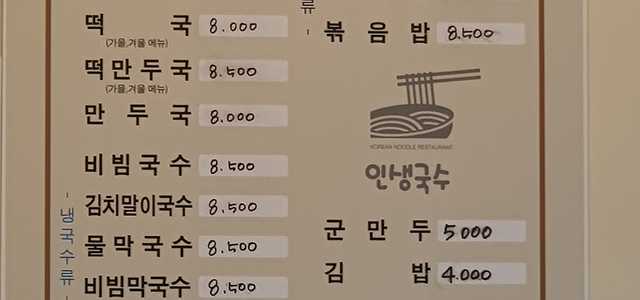 떡국 8.000
(가을,겨울 메뉴)
떡만두국 8.500
(가을,겨울 메뉴)
만두국 8.000
비빔국수 8.500
김치말이국수 8.500
물막국수 8.500
비빔막국수 8.500
-냉국수류-
류-
볶음밥 8.500
KOREAN NOODLE RESTAURANT
인생국수
군만두 5000
김밥 4.000